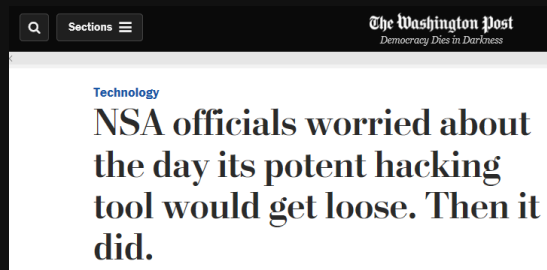 Sections
The Washington Post
Democracy Dies in Darkness
Technology
NSA officials worried about
the day its potent hacking
tool would get loose. Then it
did.